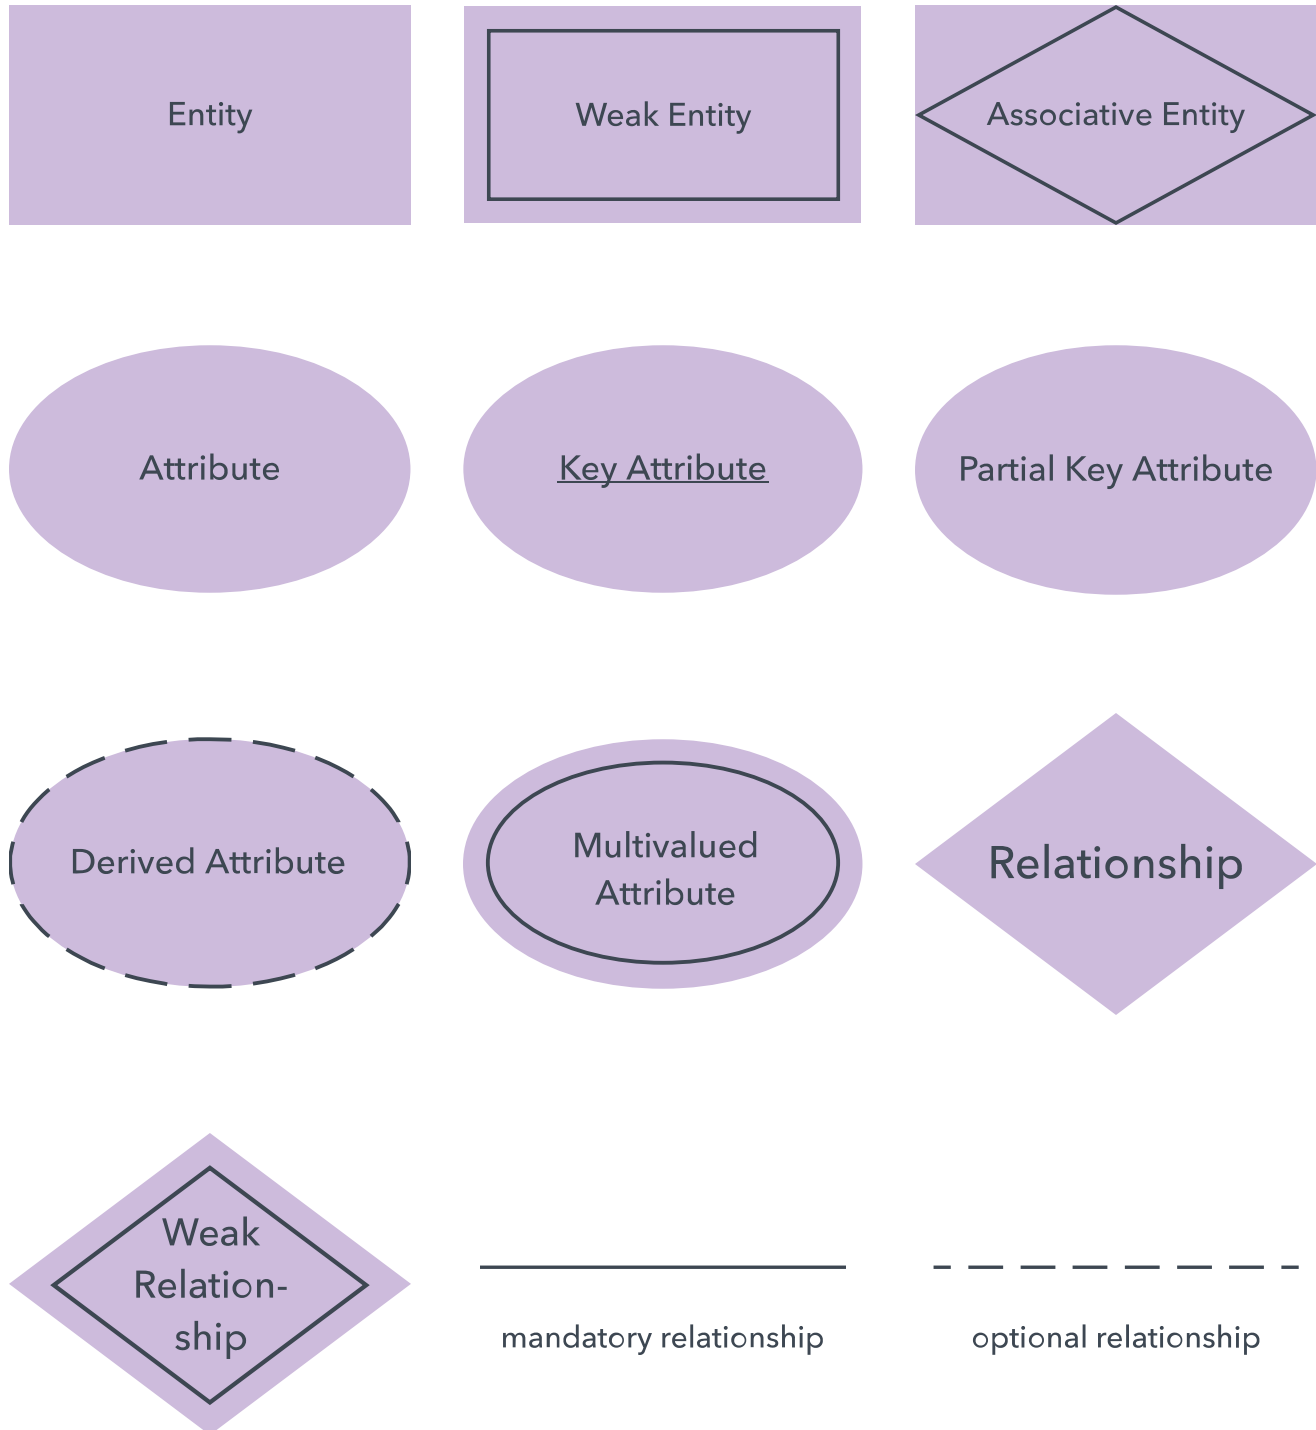 Entity
Weak Entity
Associative Entity
Attribute
Key Attribute
Partial Key Attribute
Derived Attribute
Multivalued
Attribute
Relationship
Weak
Relation-
ship
mandatory relationship
optional relationship